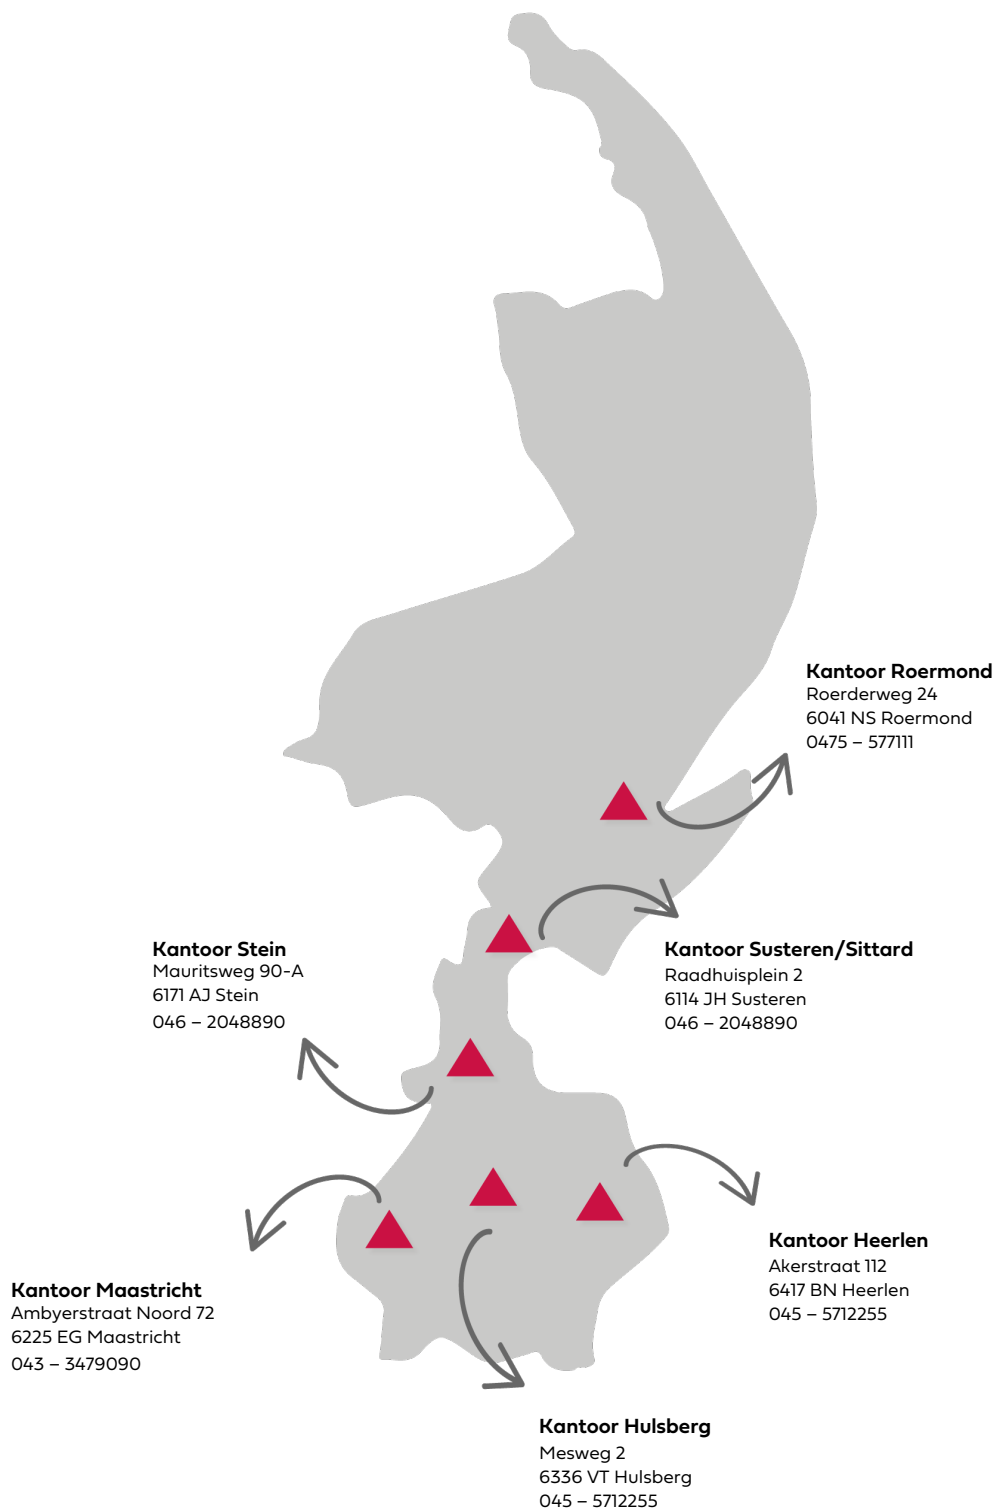 Kantoor Roermond
Roerderweg 24
6041 NS Roermond
0475 – 577111
Kantoor Stein
Mauritsweg 90-A
6171 AJ Stein
046 – 2048890
Kantoor Susteren/Sittard
Raadhuisplein 2
6114 JH Susteren
046 – 2048890
Kantoor Heerlen
Akerstraat 112
6417 BN Heerlen
045 – 5712255
Kantoor Maastricht
Ambyerstraat Noord 72
6225 EG Maastricht
043 – 3479090
Kantoor Hulsberg
Mesweg 2
6336 VT Hulsberg
045 – 5712255